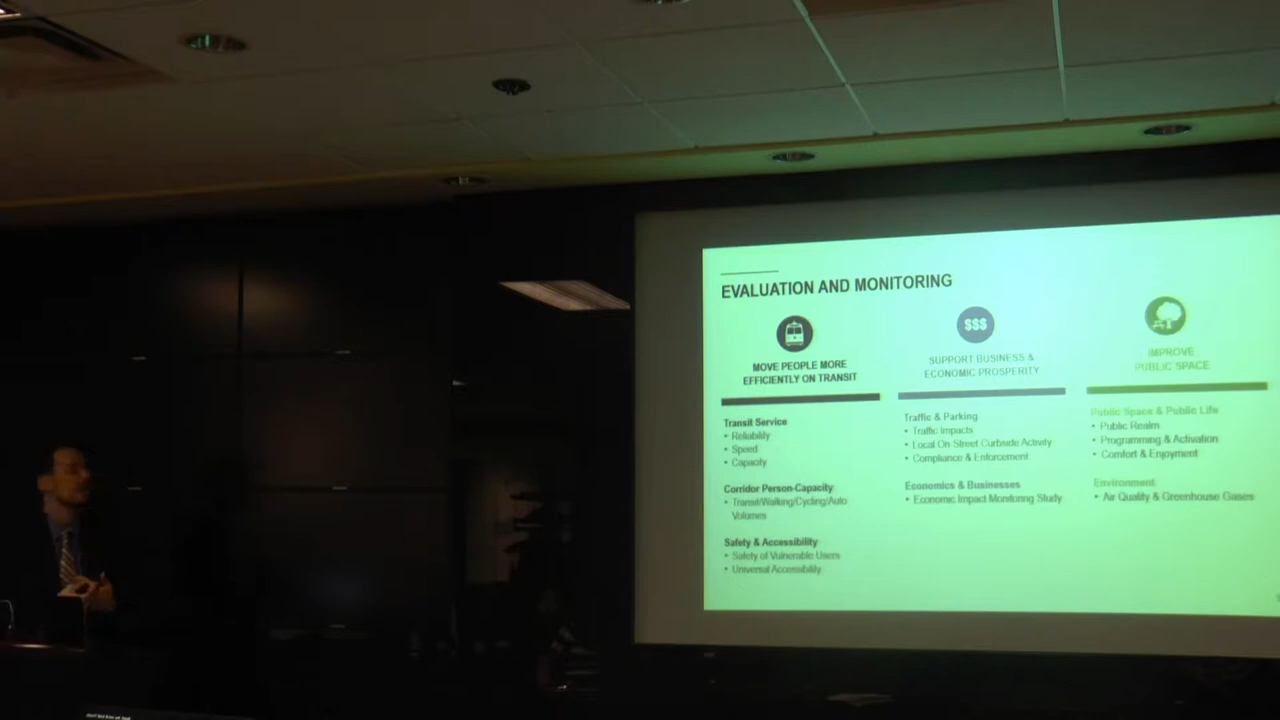 EVALUATION AND MONITORING
MOVE PEOPLE MORE
EFFICIENTLY ON TRANSIT
Transit Service
• Reliability
• Speed
• Capacity
Corridor Person-Capacity
• Transit/Walking/Cycling/Auto
Volumes
Safety & Accessibility
• Safety of Vulnerable Users
• Universal Accessibility
$$$
SUPPORT BUSINESS &
ECONOMIC PROSPERITY
Traffic & Parking
• Traffic Impacts
• Local On Street Curbside Activity
• Compliance & Enforcement
Economics & Businesses
• Economic Impact Monitoring Study
IMPROVE
PUBLIC SPACE
Public Space & Public Life
• Public Realm
• Programming & Activation
• Comfort & Enjoyment
Environment
• Air Quality & Greenhouse Gases